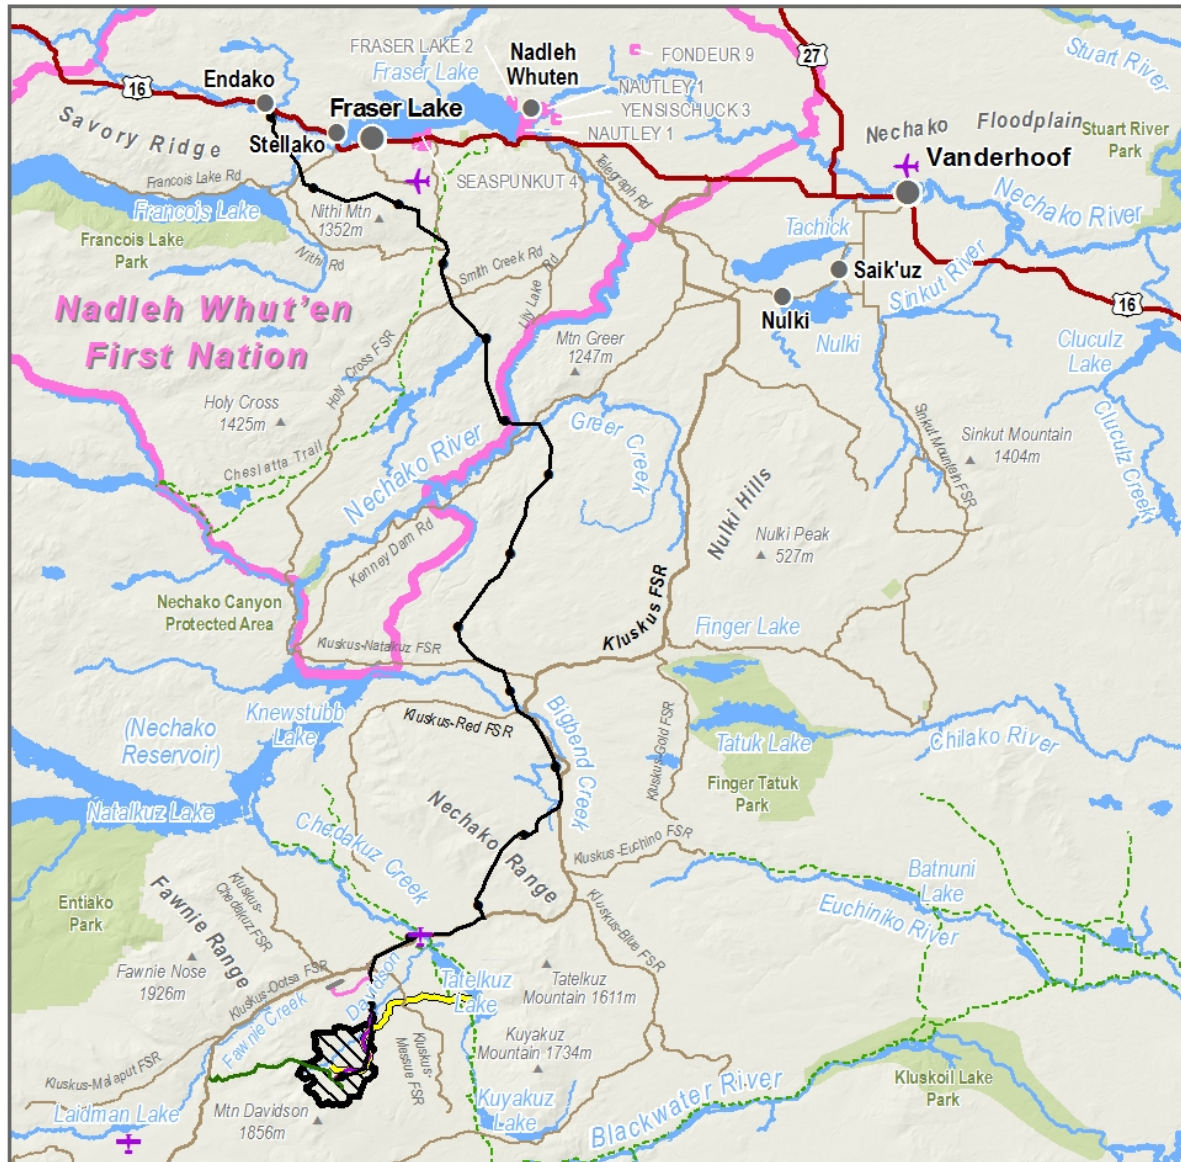 FRASER LAKE 2
Nadleh
Whuten
FONDEUR 9
27
Stuart River
Endako
16
Fraser Lake
Fraser Lake
NAUTLEY 1
YENSISCHUCK 3
NAUTLEY 1
Savory Ridge
Stellako
Nechako Floodplain
Stuart River
Park
Vanderhoof
Francois Lake Rd
SEASPUNKUT 4
Telegraph Rd
Francois Lake
Nithi Mtn
1352m
Nechako River
Tachick
Francois Lake
Park
Nithi Rd
Smith Creek Rd
Saik'uz
Sinkut River
Lily Lake Rd
Nulki
16
Nadleh Whut'en
First Nation
Mtn Greer
1247m
Nulki
Cluculz
Lake
Holy Cross FSR
Holy Cross
1425m
Greer
Creek
Sinkut Mountain FSR
Sinkut Mountain
1404m
Cluculz Creek
Cheslatta Trail
Nechako River
Nulki Hills
Nulki Peak
527m
Kenney Dam Rd
Nechako Canyon
Protected Area
Kluskus FSR
Finger Lake
Kluskus-Natalkuz FSR
Knewstubb
Lake
Kluskus-Red FSR
Bigbend Creek
Kluskus-Gold FSR
(Nechako
Reservoir)
Tatuk Lake
Chilako River
Finger Tatuk
Park
Natalkuz Lake
Chedakuz Creek
Nechako Range
Kluskus-Euchino FSR
Batnuni
Lake
Entiako
Park
Fawnie Range
Kluskus-
Chedakuz FSR
Kluskus-Blue FSR
Euchiniko River
Fawnie Nose
1926m
Kluskus-Ootsa FSR
Davidson
Tatelkuz
Lake
Tatelkuz
Mountain 1611m
Fawnie Creek
Kluskus-
Messue FSR
Kuyakuz
Mountain 1734m
Kluskus-Malaput FSR
Kluskoil Lake
Park
Laidman Lake
Mtn Davidson
1856m
Kuyakuz
Lake
Blackwater River